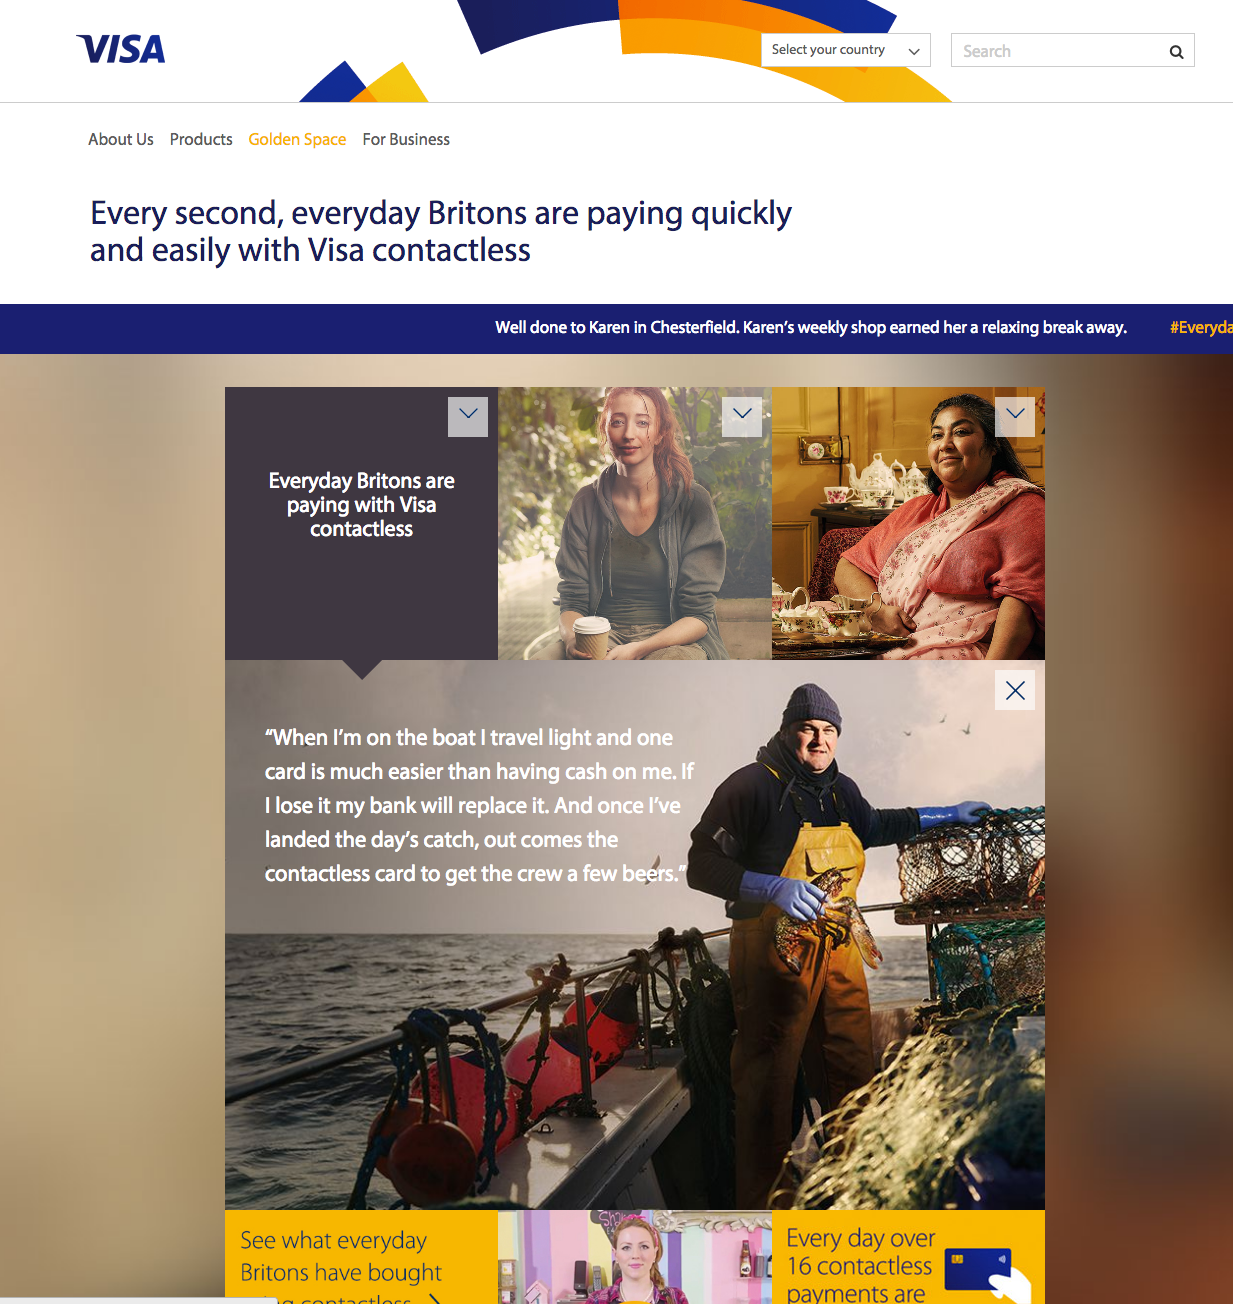 VISA
Select your country
Search
About Us Products Golden Space For Business
Every second, everyday Britons are paying quickly
and easily with Visa contactless
Well done to Karen in Chesterfield. Karen’s weekly shop earned her a relaxing break away. #Everyda
Everyday Britons are
paying with Visa
contactless
“When I’m on the boat I travel light and one
card is much easier than having cash on me. If
I lose it my bank will replace it. And once I’ve
landed the day’s catch, out comes the
contactless card to get the crew a few beers.”
See what everyday
Britons have bought
contactless
Every day over
16 contactless
payments are